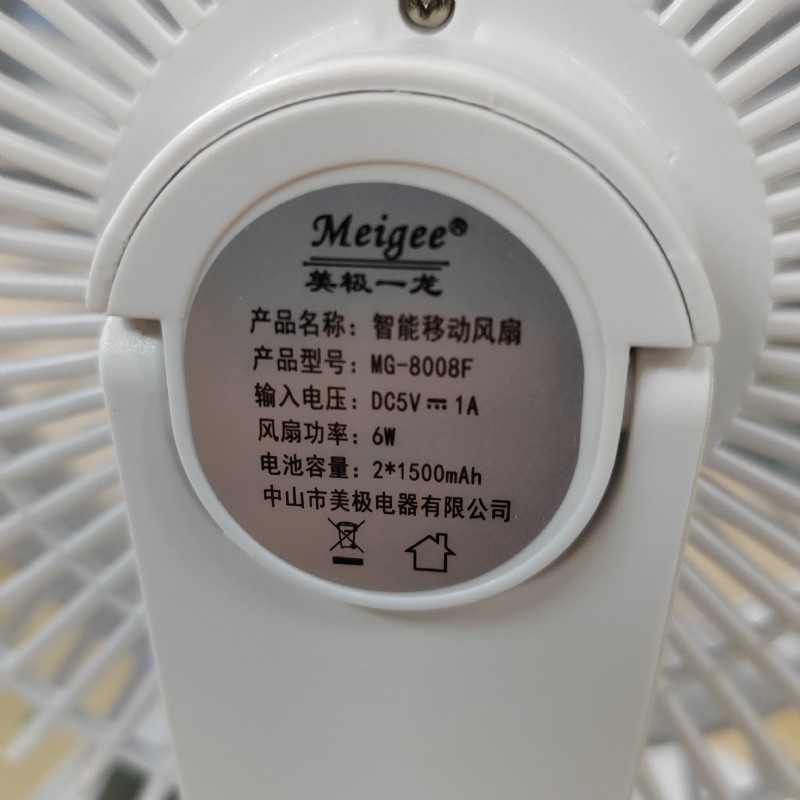 Meigee®
美极一龙
产品名称：智能移动风扇
产品型号：MG-8008F
输入电压：DC5V⎓1A
风扇功率：6W
电池容量：2*1500mAh
中山市美极电器有限公司